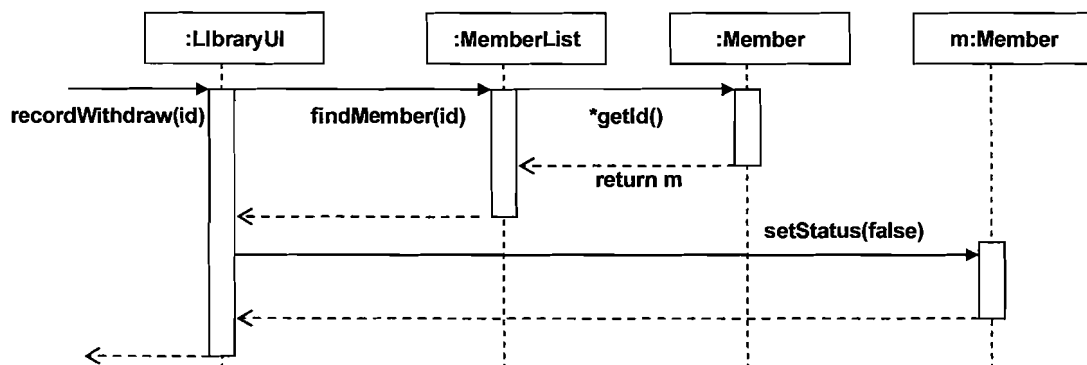 :LIbraryUI
:MemberList
:Member
m:Member
recordWithdraw(id)
findMember(id)
*getId()
return m
setStatus(false)